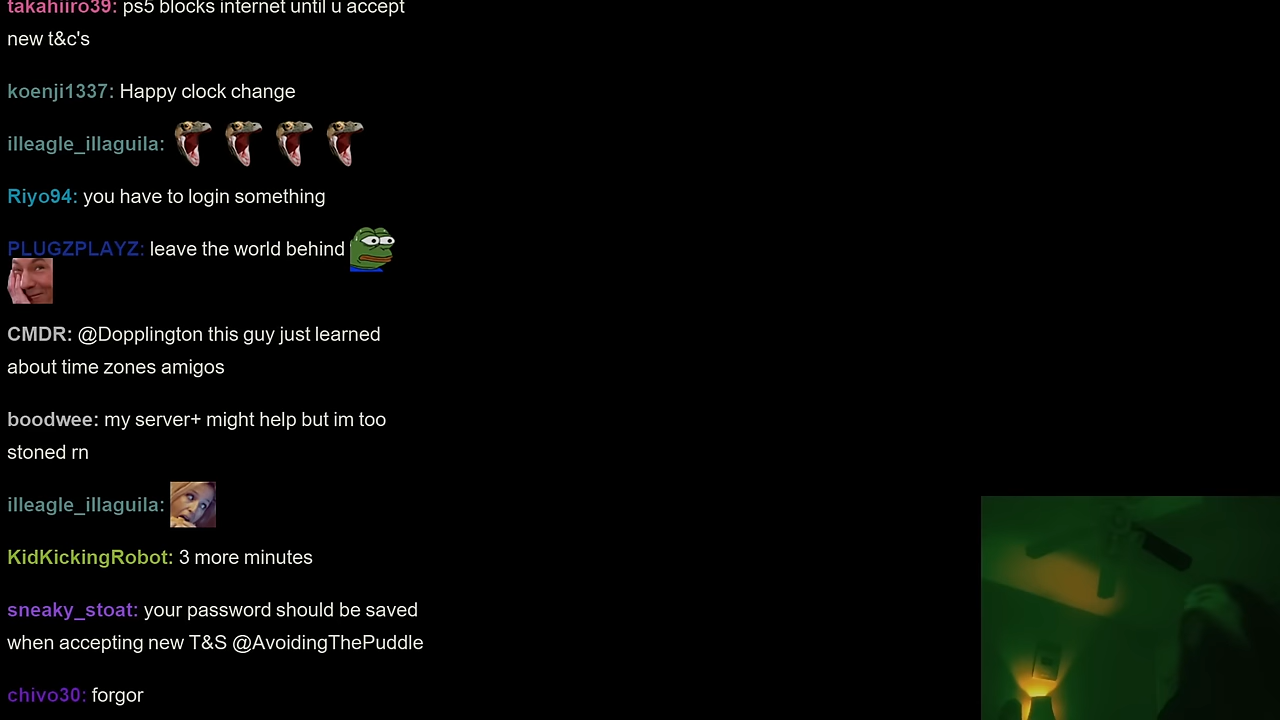 takahiiro39: ps5 blocks internet until u accept
new t&c's
koenji1337: Happy clock change
illeagle_illaguila:
Riyo94: you have to login something
PLUGZPLAYZ: leave the world behind
CMDR: @Dopplington this guy just learned
about time zones amigos
boodwee: my server+ might help but im too
stoned rn
illeagle_illaguila:
KidKickingRobot: 3 more minutes
sneaky_stoat: your password should be saved
when accepting new T&S @AvoidingThePuddle
chivo30: forgor